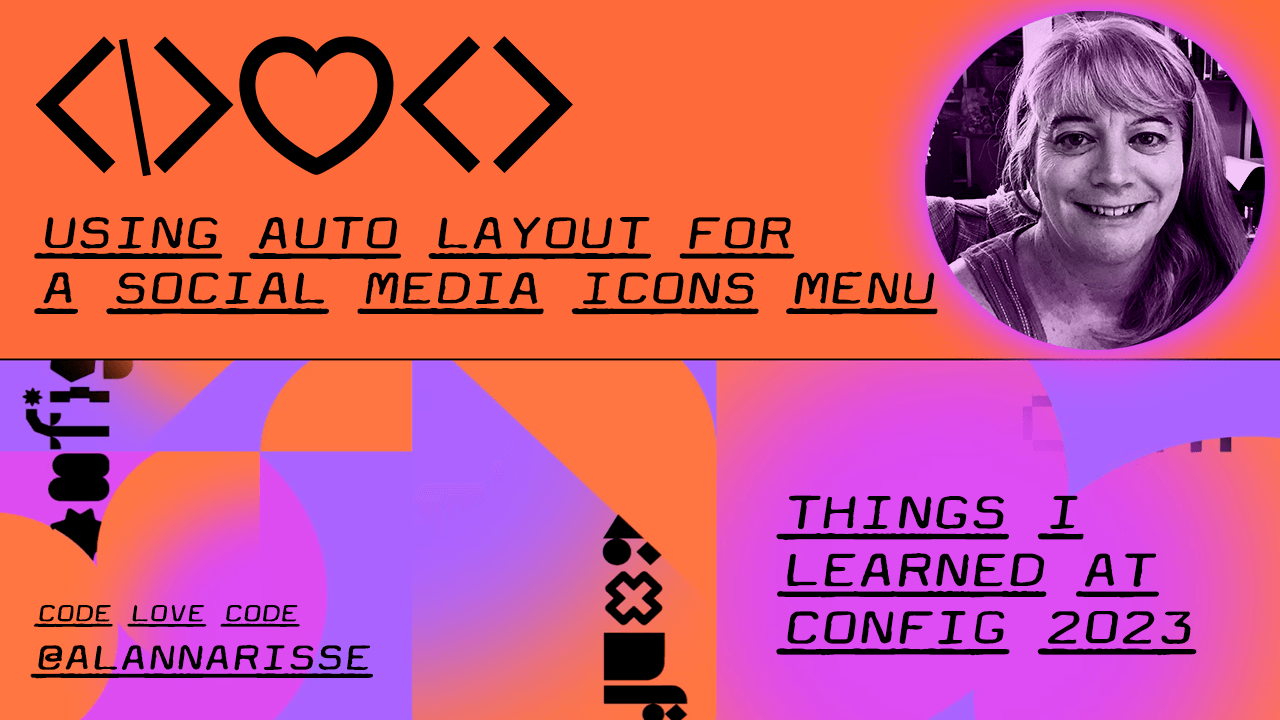 <\>♡<>
USING AUTO LAYOUT FOR
A SOCIAL MEDIA ICONS MENU
THINGS I
LEARNED AT
CONFIG 2023
CODE LOVE CODE
@ALANNARISSE